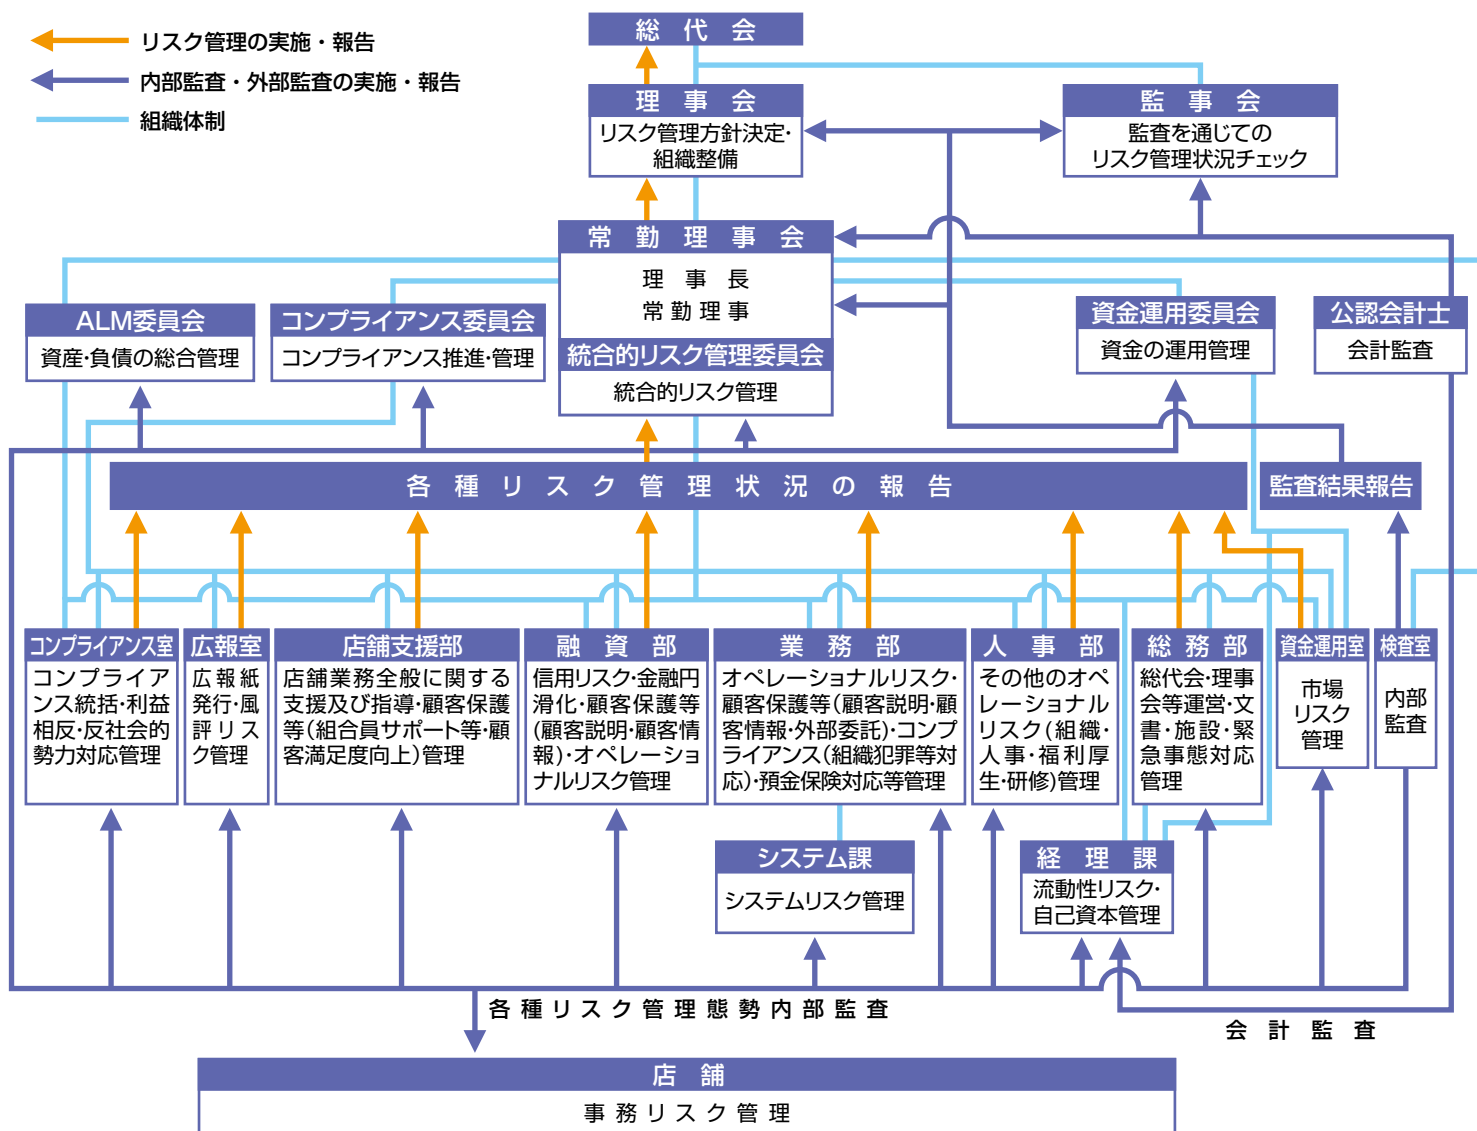 リスク管理の実施・報告
内部監査・外部監査の実施・報告
組織体制
総代会
理事会
リスク管理方針決定・
組織整備
監事会
監査を通じての
リスク管理状況チェック
常勤理事会
理事長
常勤理事
統合的リスク管理委員会
統合的リスク管理
ALM委員会
資産・負債の総合管理
コンプライアンス委員会
コンプライアンス推進・管理
資金運用委員会
資金の運用管理
公認会計士
会計監査
各種リスク管理状況の報告
監査結果報告
コンプライアンス室
コンプライア
ンス統括・利益
相反・反社会的
勢力対応管理
広報室
広報紙
発行・風
評リス
ク管理
店舗支援部
店舗業務全般に関する
支援及び指導・顧客保護
等(組合員サポート等・顧
客満足度向上)管理
融資部
信用リスク・金融円
滑化・顧客保護等
(顧客説明・顧客情
報)・オペレーショ
ナルリスク管理
業務部
オペレーショナルリスク・
顧客保護等(顧客説明・顧
客情報・外部委託)・コンプ
ライアンス(組織犯罪等対
応)・預金保険対応等管理
人事部
その他のオペ
レーショナル
リスク(組織・
人事・福利厚
生・研修)管理
総務部
総代会・理事
会等運営・文
書・施設・緊
急事態対応
管理
資金運用室
市場
リスク
管理
検査室
内部
監査
システム課
システムリスク管理
経理課
流動性リスク・
自己資本管理
各種リスク管理態勢内部監査
会計監査
店舗
事務リスク管理